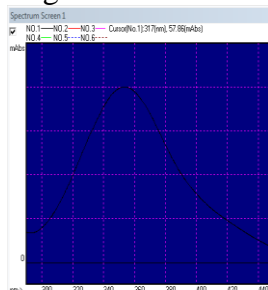 Spectrum Screen 1
NO.1 NO.2 NO.3 Cursor(No.1):317[nm], 57.86[mAbs]
NO.4 NO.5 NO.6
mAbs
0
300 320 340 360 380 400 420 440